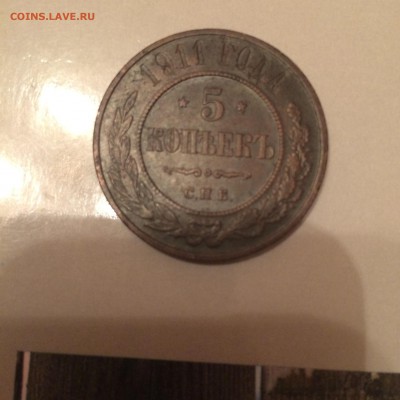 COINS.LAVE.RU
1911 ГОДА
5
КОПѢЕКЪ
С.П.Б.